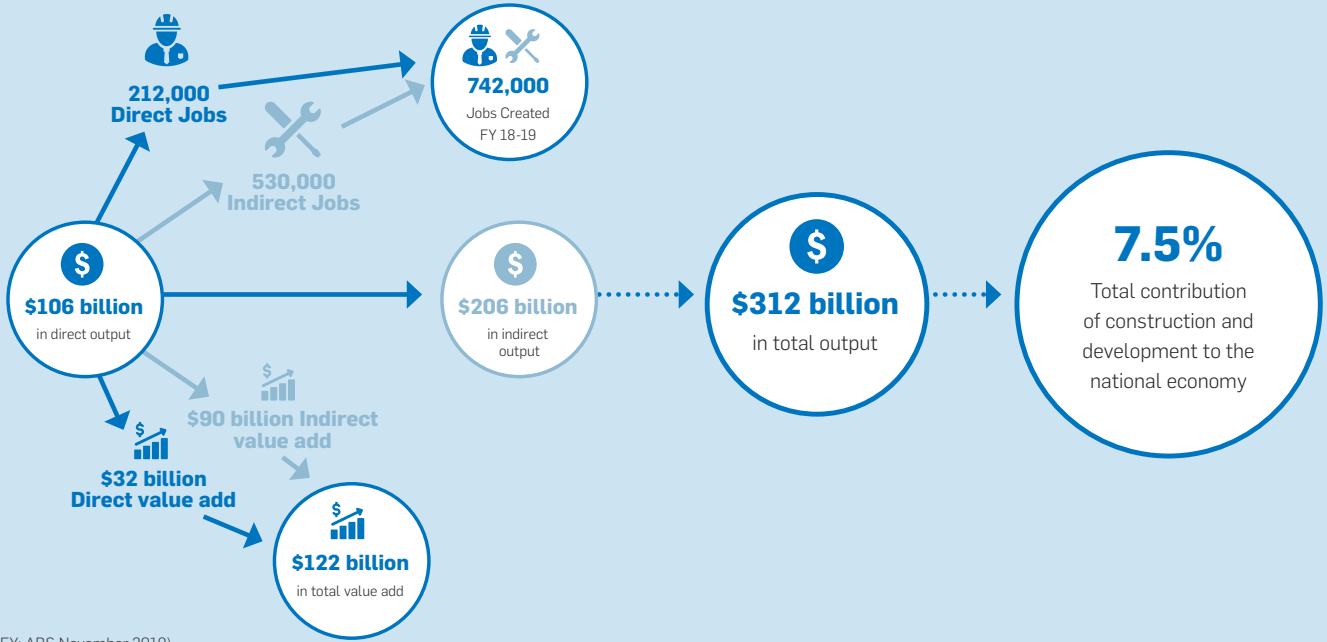 212,000
Direct Jobs
530,000
Indirect Jobs
742,000
Jobs Created
FY 18-19
$
$106 billion
in direct output
$
$206 billion
in indirect
output
$
$312 billion
in total output
7.5%
Total contribution
of construction and
development to the
national economy
$
$90 billion Indirect
value add
$
$32 billion
Direct value add
$
$122 billion
in total value add